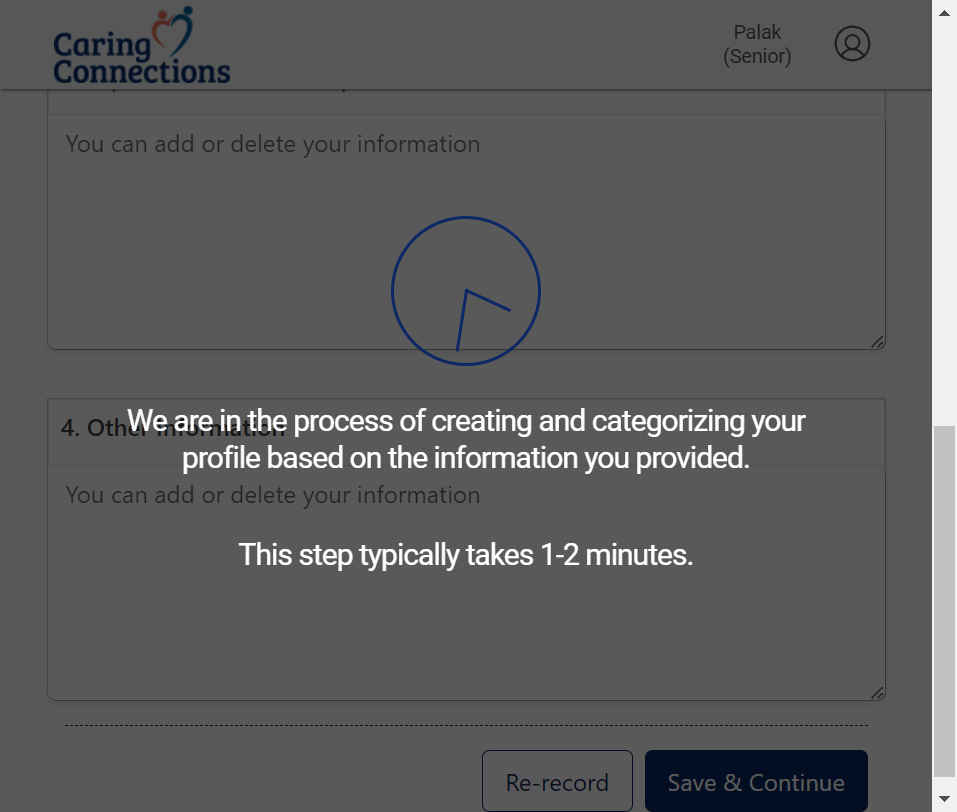 Caring
Connections
Palak
(Senior)
You can add or delete your information
We are in the process of creating and categorizing your
4. Other Information
profile based on the information you provided.
You can add or delete your information
This step typically takes 1-2 minutes.
Re-record
Save & Continue